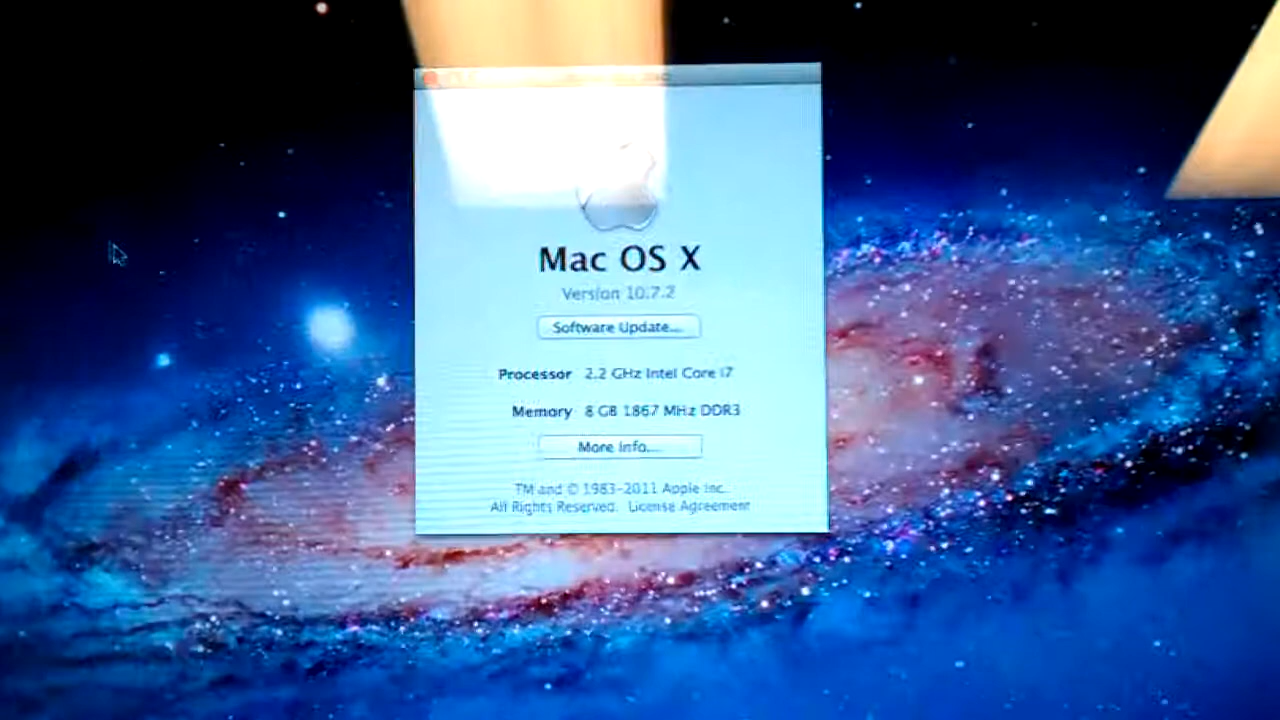 Mac OS X
Version 10.7.2
Software Update...
Processor 2.2 GHz Intel Core i7
Memory 8 GB 1867 MHz DDR3
More Info...
TM and © 1983-2011 Apple Inc.
All Rights Reserved. License Agreement